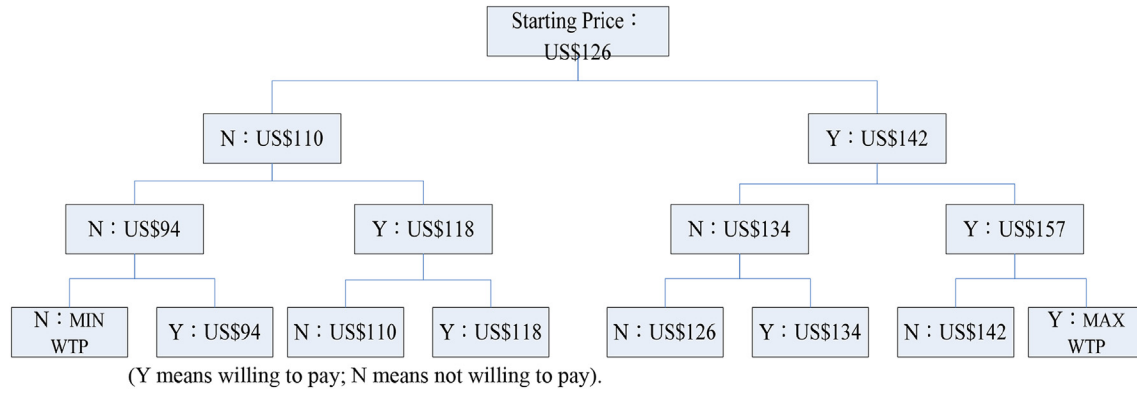 Starting Price：
US$126
N：US$110
Y：US$142
N：US$94
Y：US$118
N：US$134
Y：US$157
N：MIN
WTP
Y：US$94
N：US$110
Y：US$118
N：US$126
Y：US$134
N：US$142
Y：MAX
WTP
(Y means willing to pay; N means not willing to pay).